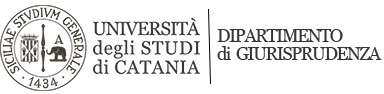 SICILIAE STVDIVM GENERALE
1434
A
UNIVERSITÀ
degli STUDI
di CATANIA
DIPARTIMENTO
di GIURISPRUDENZA